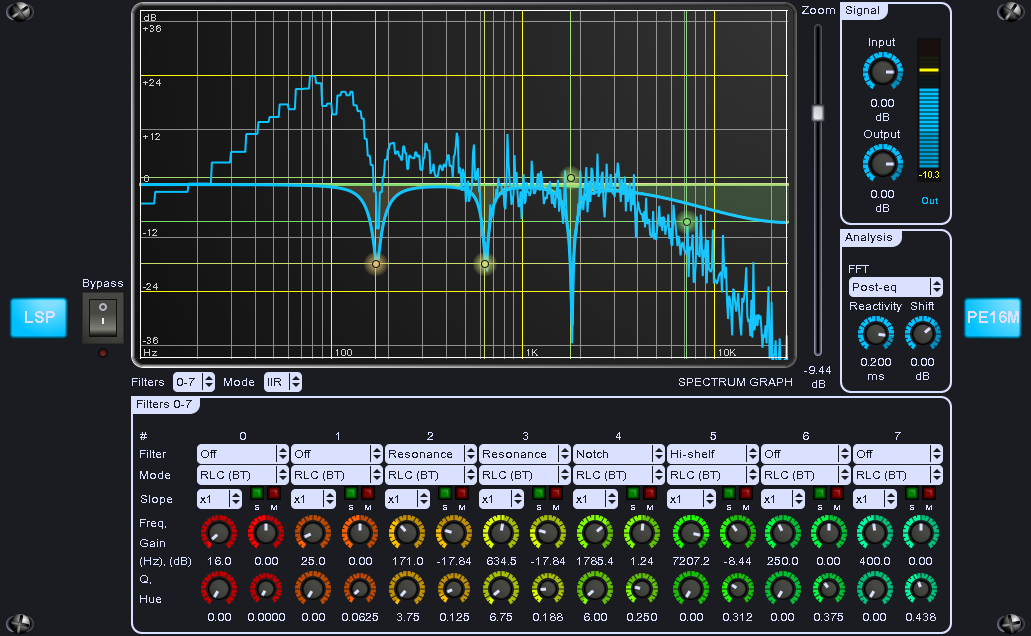 dB
Zoom
Signal
+36
+24
+12
0
-12
-24
-36
Hz
100
1K
10K
Input
0.00
dB
Output
0.00
dB
-10.3
Out
Analysis
FFT
Post-eq
Reactivity Shift
0.200 0.00
ms dB
Bypass
LSP
PE16M
-9.44
dB
Filters 0-7 Mode IIR SPECTRUM GRAPH
Filters 0-7
# 0 1 2 3 4 5 6 7
Filter Off Off Resonance Resonance Notch Hi-shelf Off Off
Mode RLC (BT) RLC (BT) RLC (BT) RLC (BT) RLC (BT) RLC (BT) RLC (BT) RLC (BT)
Slope x1 x1 x1 x1 x1 x1 x1 x1
S M S M S M S M S M S M S M S M
Freq,
Gain
(Hz), (dB) 16.0 0.00 25.0 0.00 171.0 -17.84 634.5 -17.84 1785.4 1.24 7207.2 -8.44 250.0 0.00 400.0 0.00
Q,
Hue
0.00 0.0000 0.00 0.0625 3.75 0.125 6.75 0.188 6.00 0.250 0.00 0.312 0.00 0.375 0.00 0.438